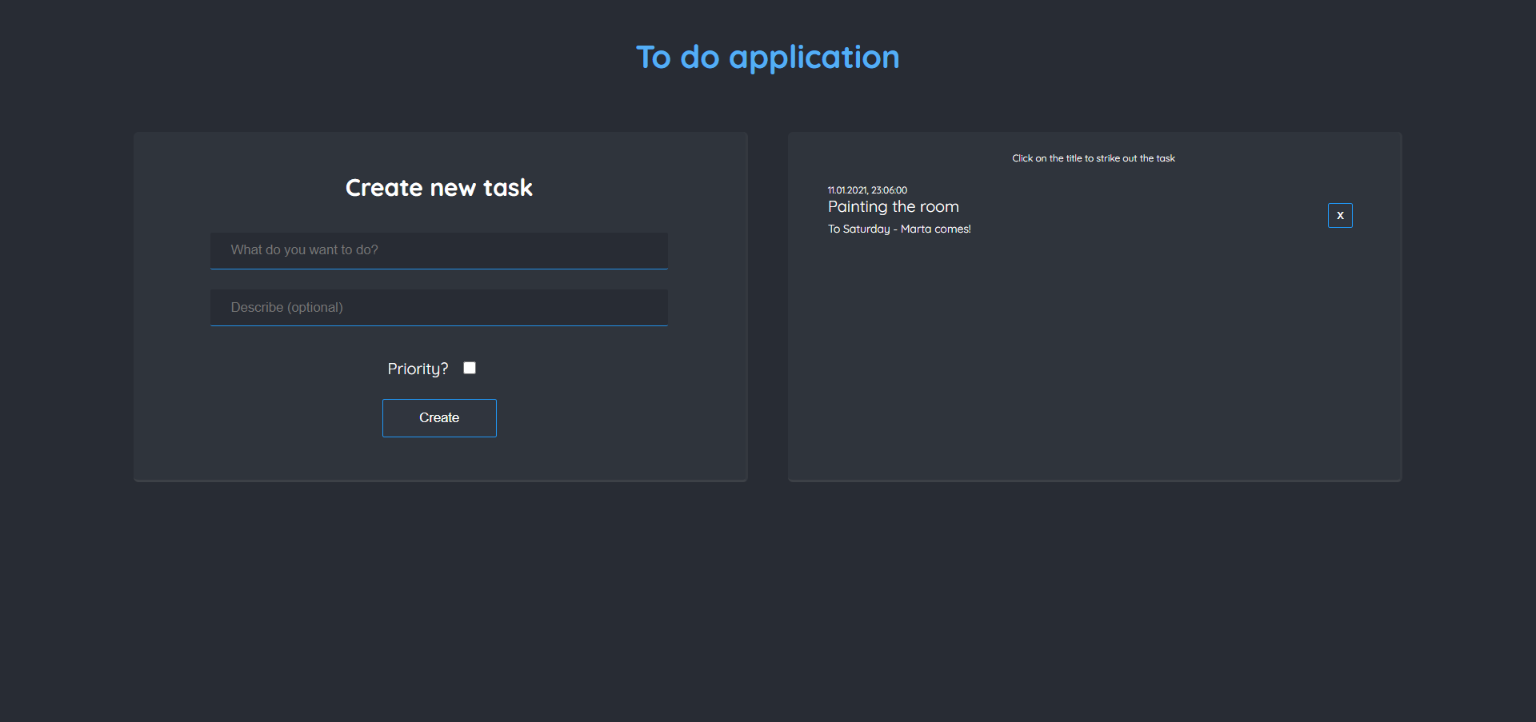 To do application
Create new task
What do you want to do?
Describe (optional)
Priority?
Create
Click on the title to strike out the task
11.01.2021, 23:06:00
Painting the room
To Saturday - Marta comes!
X